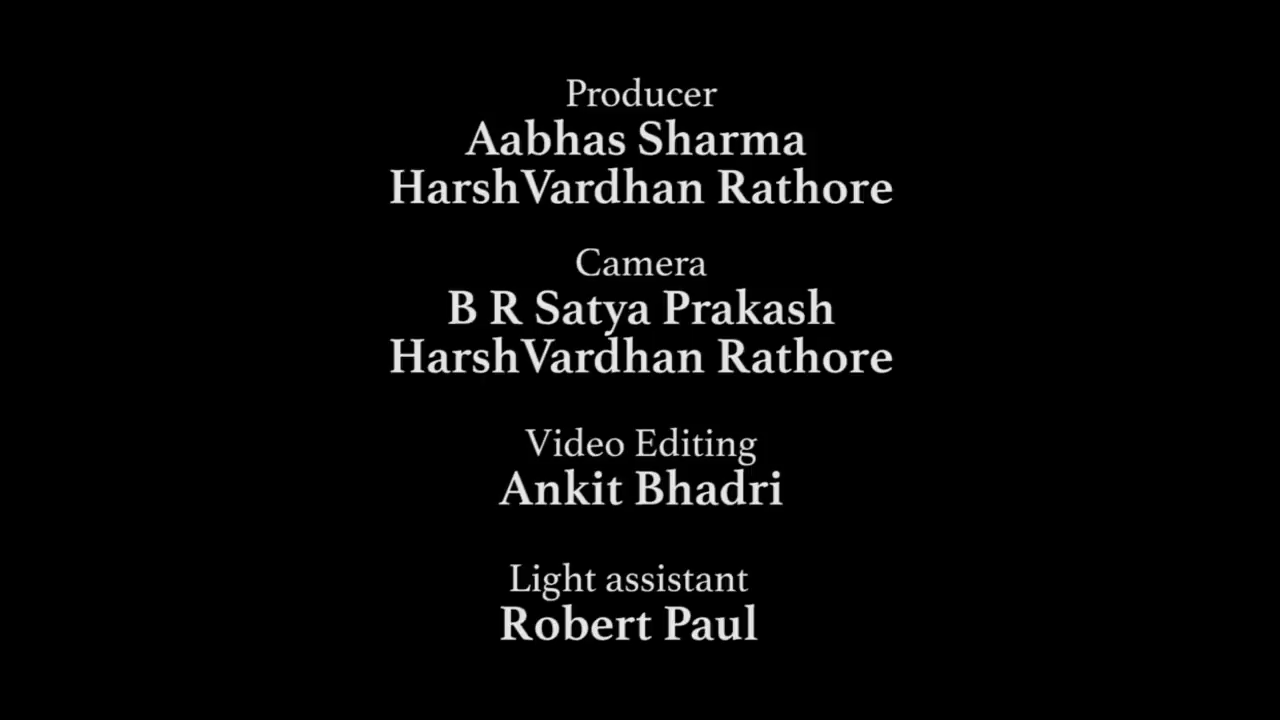 Producer
Aabhas Sharma
HarshVardhan Rathore
Camera
B R Satya Prakash
HarshVardhan Rathore
Video Editing
Ankit Bhadri
Light assistant
Robert Paul